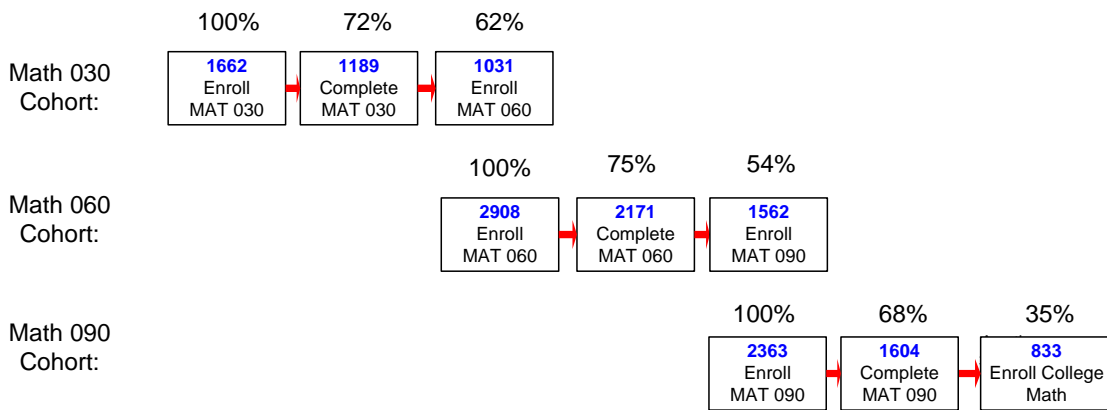 100% 72% 62%
Math 030
Cohort:
1662
Enroll
MAT 030
1189
Complete
MAT 030
1031
Enroll
MAT 060
100% 75% 54%
Math 060
Cohort:
2908
Enroll
MAT 060
2171
Complete
MAT 060
1562
Enroll
MAT 090
100% 68% 35%
Math 090
Cohort:
2363
Enroll
MAT 090
1604
Complete
MAT 090
833
Enroll College
Math